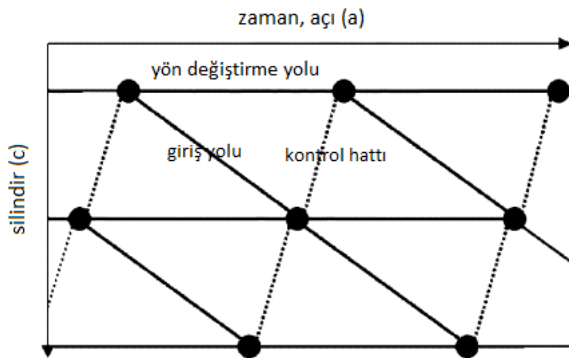 zaman, açı (a)
yön değiştirme yolu
giriş yolu
kontrol hattı
silindir (c)